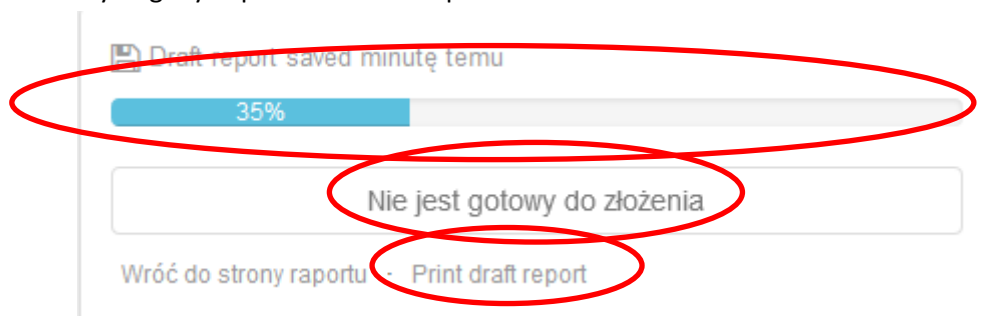 Draft report saved minutę temu
35%
Nie jest gotowy do złożenia
Wróć do strony raportu - Print draft report